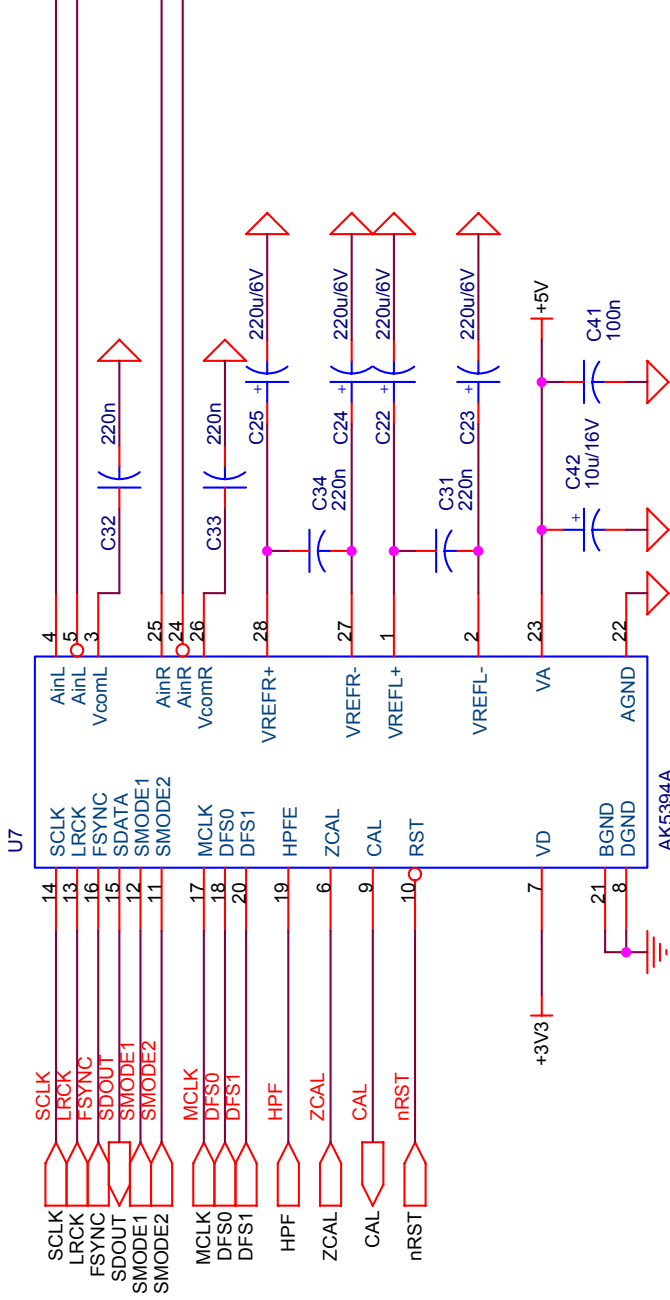 U7
AK5394A
SCLK
SCLK
14
SCLK
LRCK
LRCK
13
LRCK
FSYNC
FSYNC
16
FSYNC
SDOUT
SDOUT
15
SDATA
SMODE1
SMODE1
12
SMODE1
SMODE2
SMODE2
11
SMODE2
MCLK
MCLK
17
MCLK
DFS0
DFS0
18
DFS0
DFS1
DFS1
20
DFS1
HPF
HPF
19
HPFE
ZCAL
ZCAL
6
ZCAL
CAL
CAL
9
CAL
nRST
nRST
10
RST
+3V3
7
VD
21
BGND
8
DGND
AinL
4
AinL
5
VcomL
3
C32
220n
AinR
25
AinR
24
VcomR
26
C33
220n
VREFR+
28
C25
+
220u/6V
C34
220n
VREFR-
27
C24
+
220u/6V
VREFL+
1
C22
+
220u/6V
C31
220n
VREFL-
2
C23
+
220u/6V
VA
23
+5V
C42
10u/16V
+
C41
100n
AGND
22